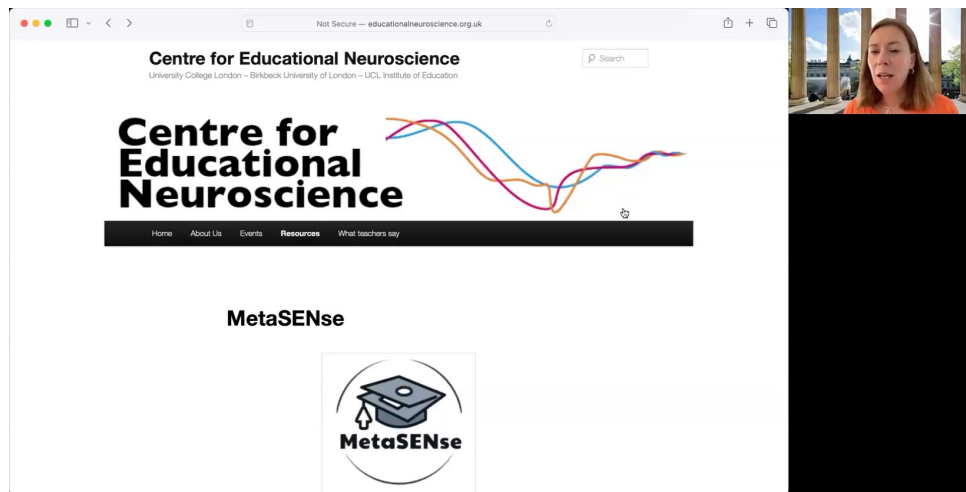 Not Secure — educationalneuroscience.org.uk
Centre for Educational Neuroscience
Search
University College London – Birkbeck University of London – UCL Institute of Education
Centre for
Educational
Neuroscience
Home About Us Events Resources What teachers say
MetaSENse
MetaSENse